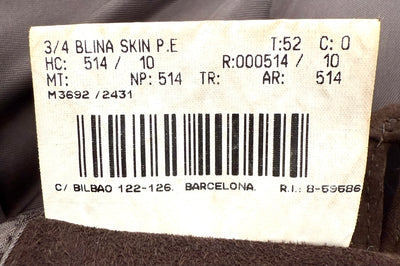 3/4 BLINA SKIN P.E T:52 C: 0
HC: 514 / 10 R:000514 / 10
MT: NP: 514 TR: AR: 514
M3692 /2431
C/ BILBAO 122-126. BARCELONA. R.I.: 8-59686